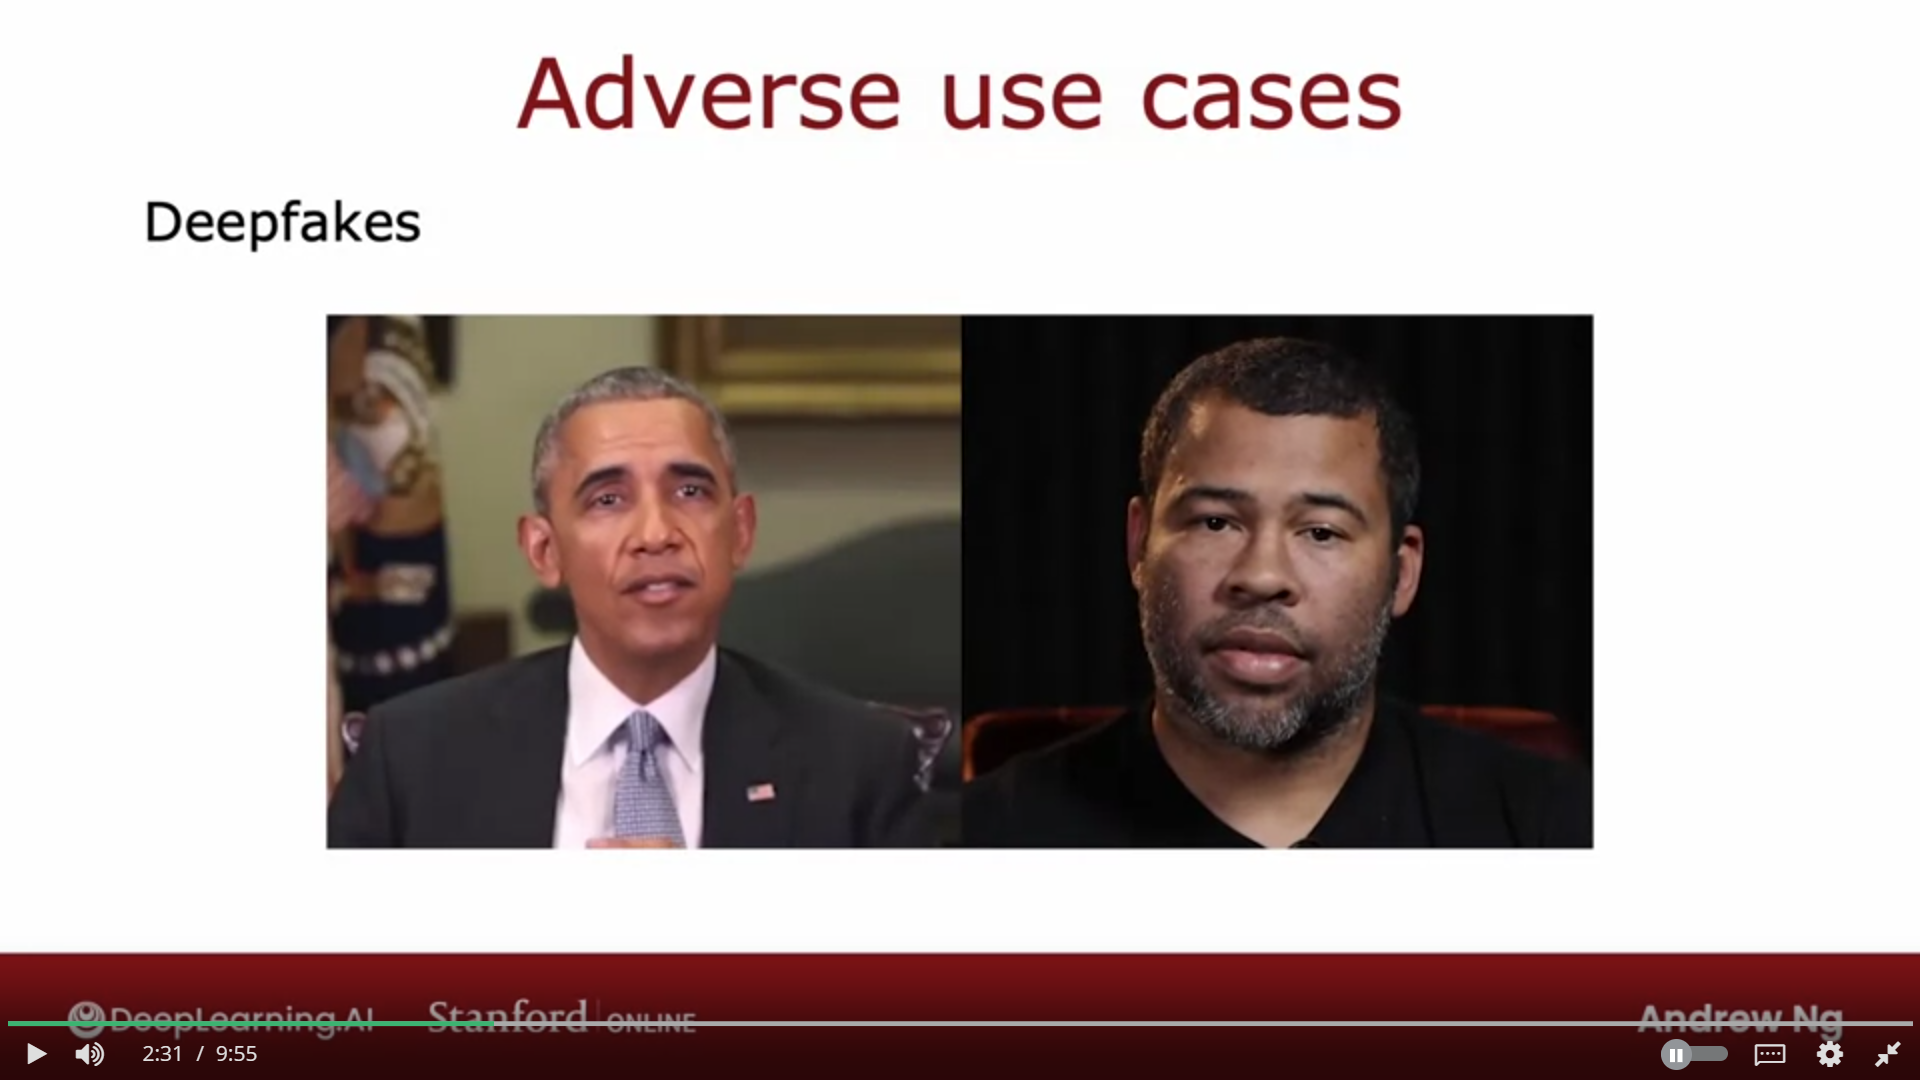 Adverse use cases
Deepfakes
DeepLearning.AI
Stanford | ONLINE
Andrew Ng
2:31 / 9:55